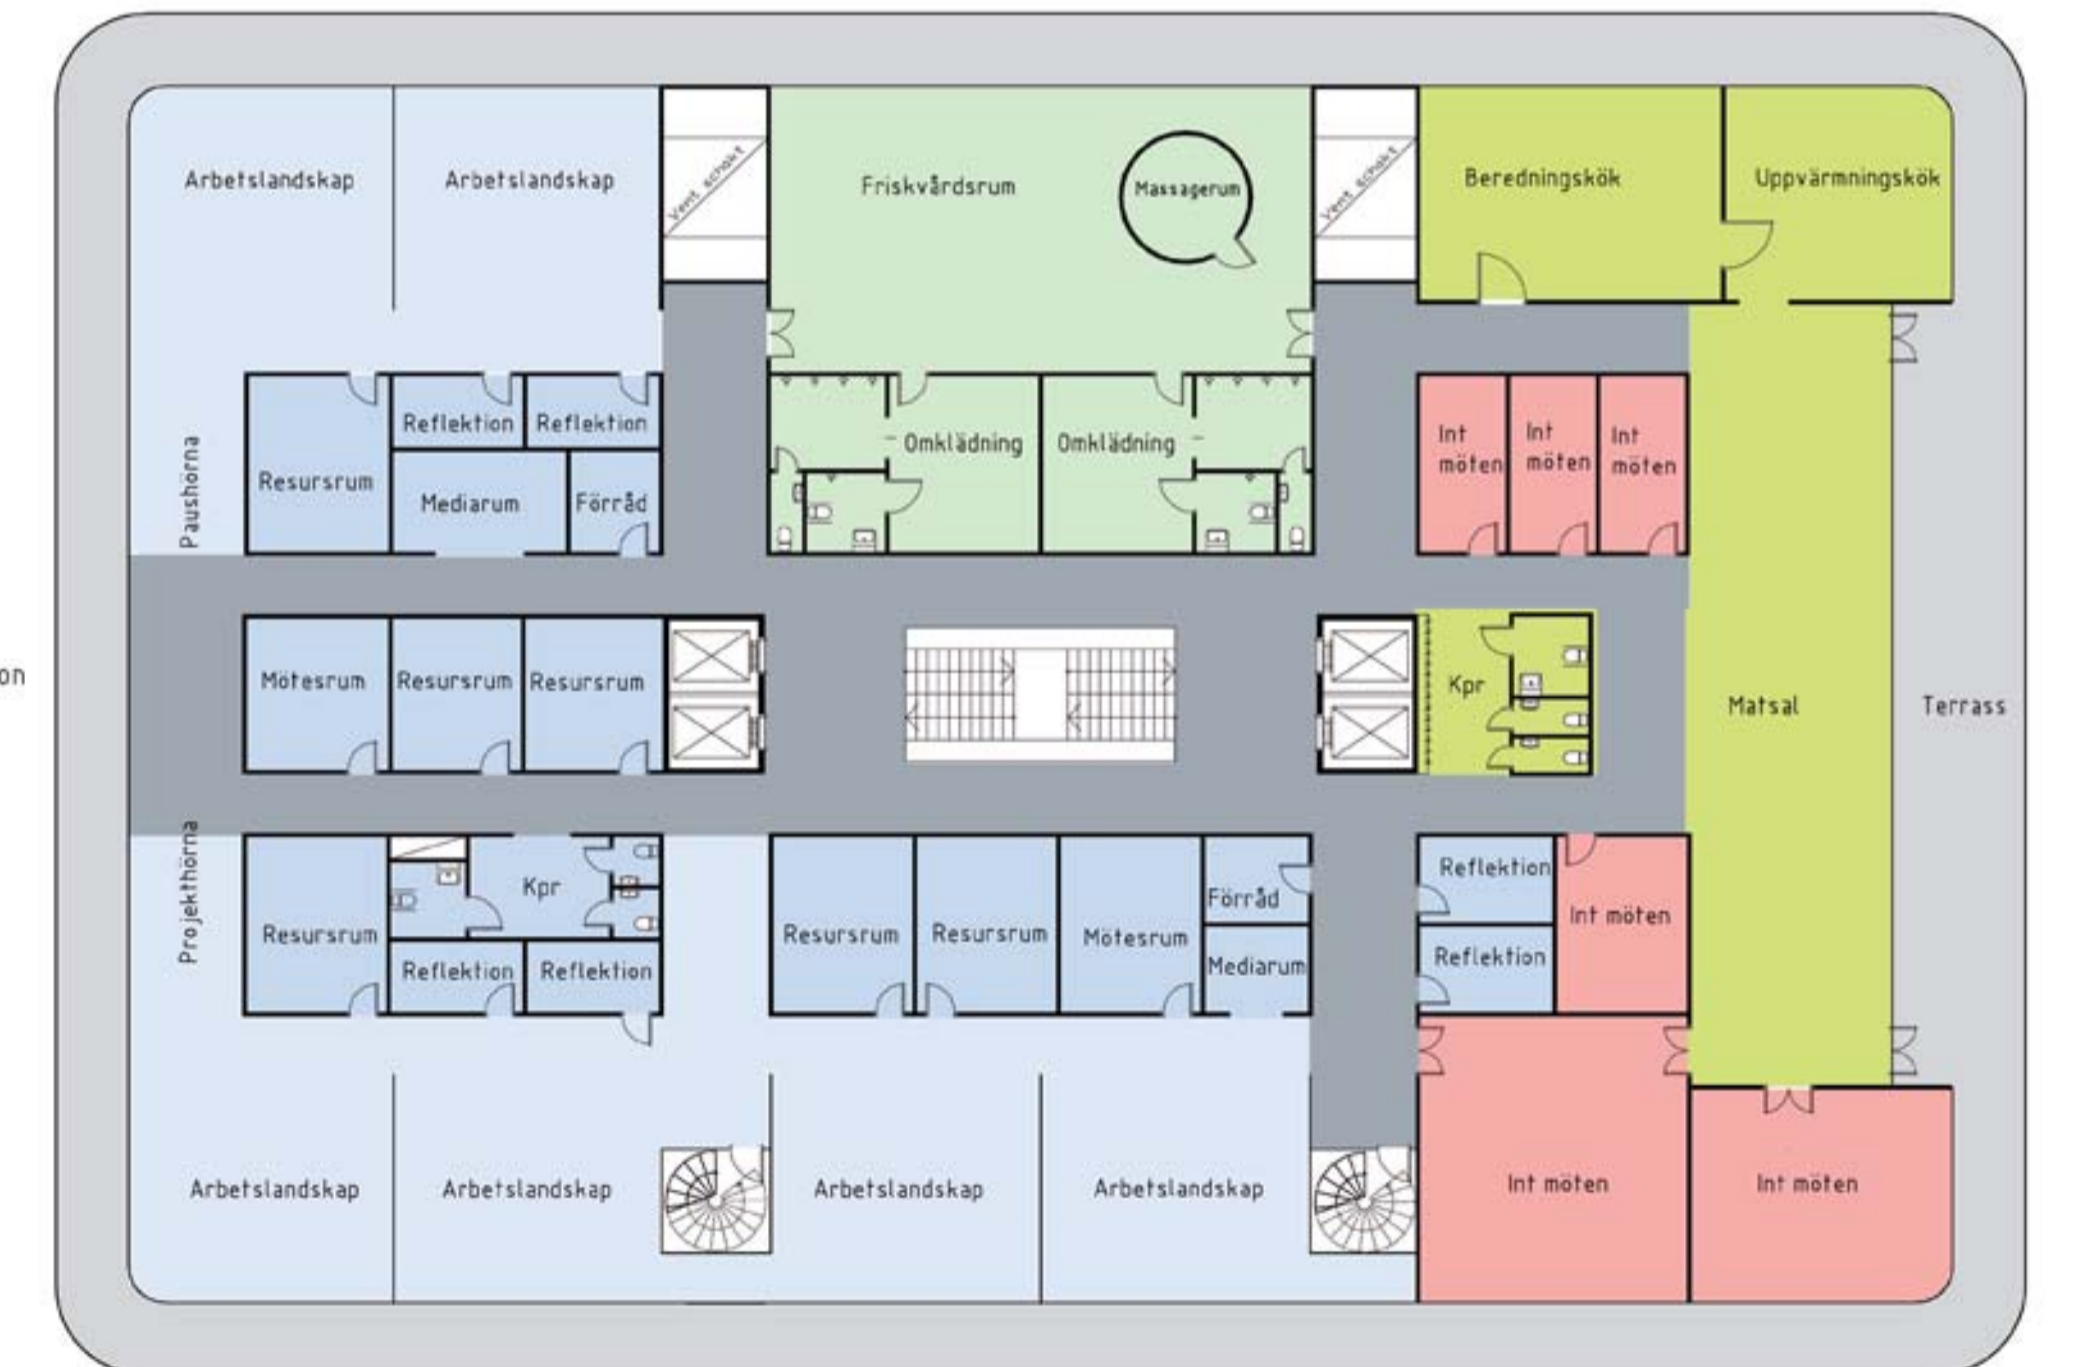 Arbetslandskap
Arbetslandskap
Vent. schakt
Friskvårdsrum
Massagerum
Vent. schakt
Beredningskök
Uppvärmningskök
Paushörna
Resursrum
Reflektion
Reflektion
Mediarum
Förråd
Omklädning
Omklädning
Int
möten
Int
möten
Int
möten
on
Mötesrum
Resursrum
Resursrum
Kpr
Matsal
Terrass
Projekthörna
Resursrum
Kpr
Reflektion
Reflektion
Resursrum
Resursrum
Mötesrum
Förråd
Mediarum
Reflektion
Reflektion
Int möten
Arbetslandskap
Arbetslandskap
Arbetslandskap
Arbetslandskap
Int möten
Int möten